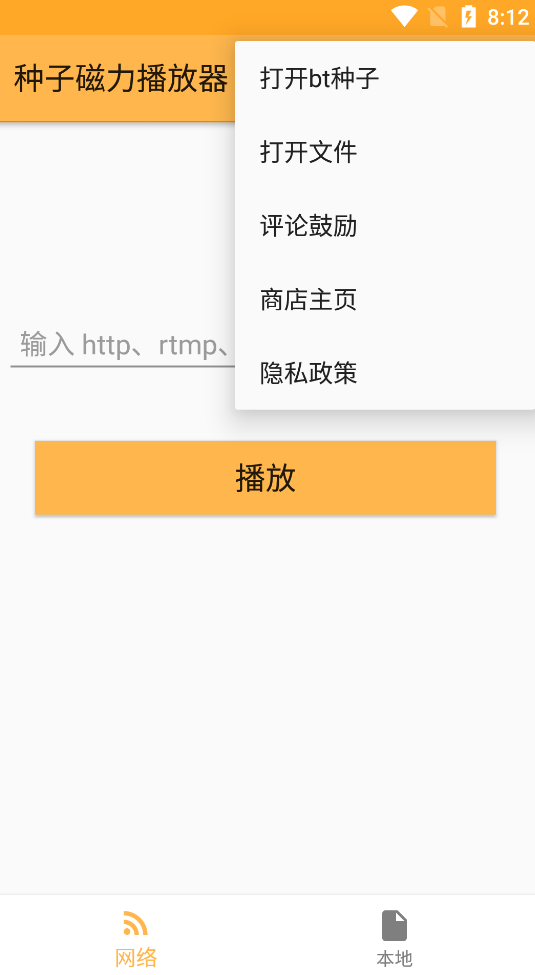 8:12
种子磁力播放器
打开bt种子
打开文件
评论鼓励
商店主页
隐私政策
输入 http、rtmp、
播放
网络
本地